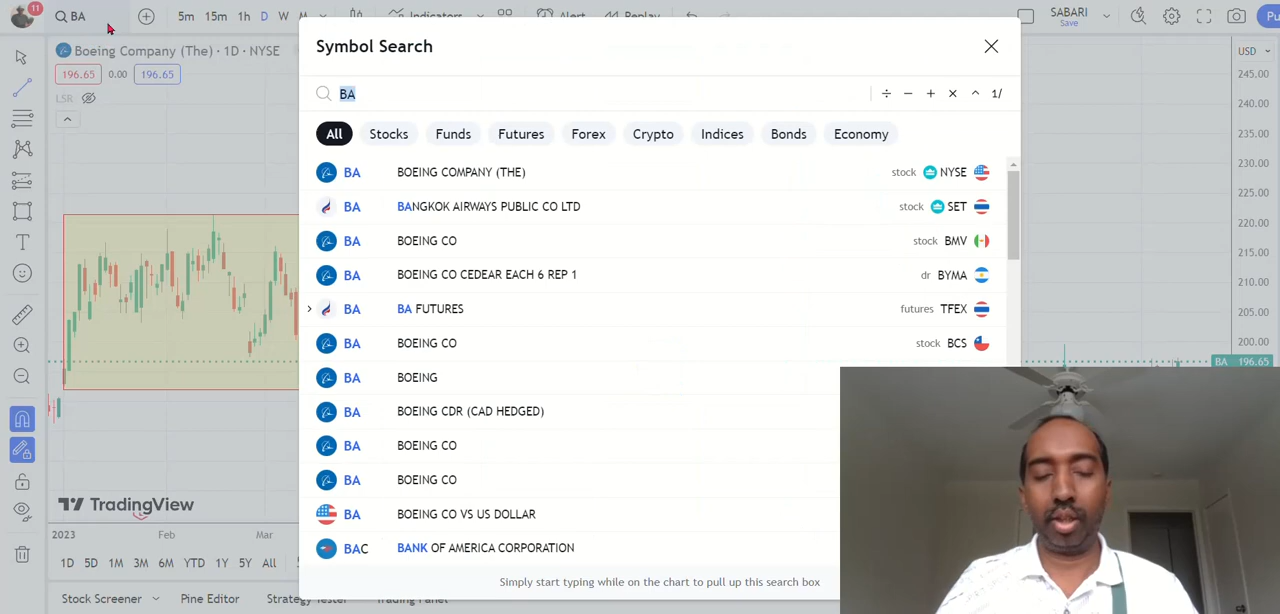 11
BA
5m 15m 1h D W M
Indicators
Alert
Replay
SABARI
Save
Pu
Boeing Company (The) · 1D · NYSE
196.65 0.00 196.65
LSR
Symbol Search
BA
1/
All Stocks Funds Futures Forex Crypto Indices Bonds Economy
BA BOEING COMPANY (THE) stock NYSE
BA BANGKOK AIRWAYS PUBLIC CO LTD stock SET
BA BOEING CO stock BMV
BA BOEING CO CEDEAR EACH 6 REP 1 dr BYMA
BA BA FUTURES futures TFEX
BA BOEING CO stock BCS
BA BOEING
BA BOEING CDR (CAD HEDGED)
BA BOEING CO
BA BOEING CO
BA BOEING CO VS US DOLLAR
BAC BANK OF AMERICA CORPORATION
Simply start typing while on the chart to pull up this search box
USD
245.00
240.00
235.00
230.00
225.00
220.00
215.00
210.00
205.00
200.00
BA 196.65
TradingView
2023 Feb Mar
1D 5D 1M 3M 6M YTD 1Y 5Y All
Stock Screener Pine Editor Strategy Tester Trading Panel